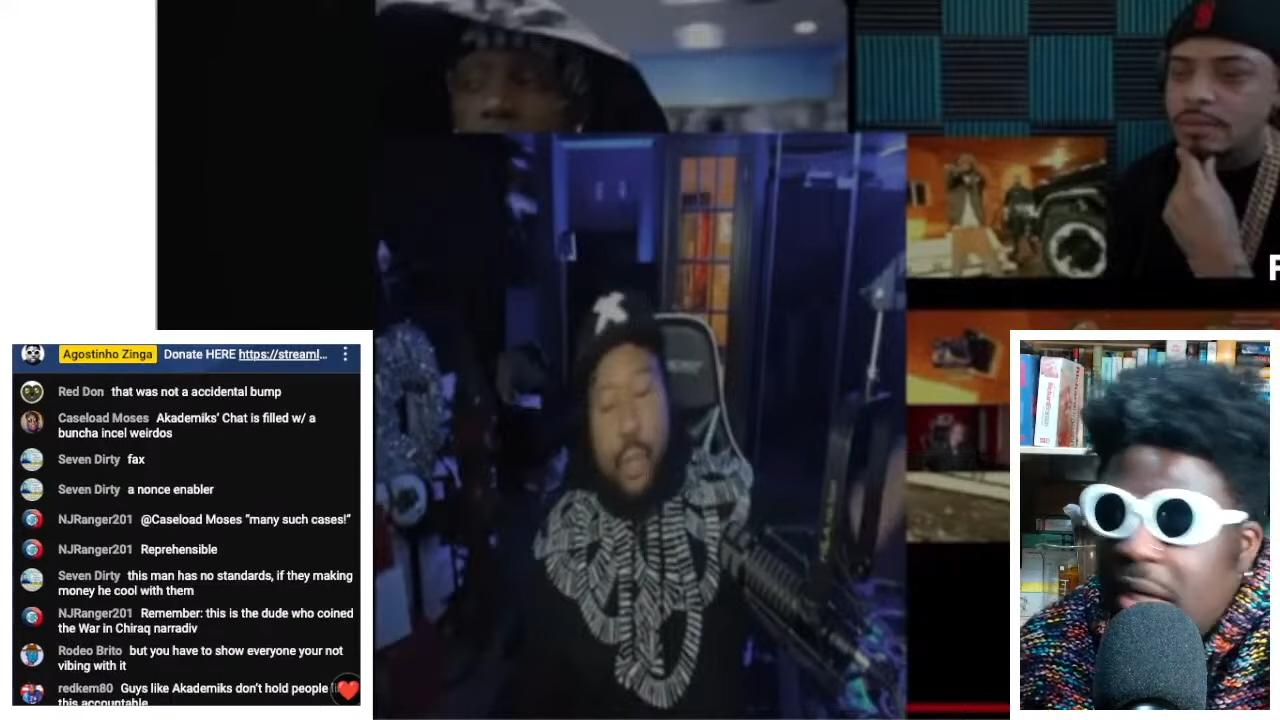 Agostinho Zinga Donate HERE https://streaml...
Red Don that was not a accidental bump
Caseload Moses Akademiks' Chat is filled w/ a
buncha incel weirdos
Seven Dirty fax
Seven Dirty a nonce enabler
NJRanger201 @Caseload Moses "many such cases!"
NJRanger201 Reprehensible
Seven Dirty this man has no standards, if they making
money he cool with them
NJRanger201 Remember: this is the dude who coined
the War in Chiraq narradiv
Rodeo Brito but you have to show everyone your not
vibing with it
redkem80 Guys like Akademiks don't hold people
this accountable